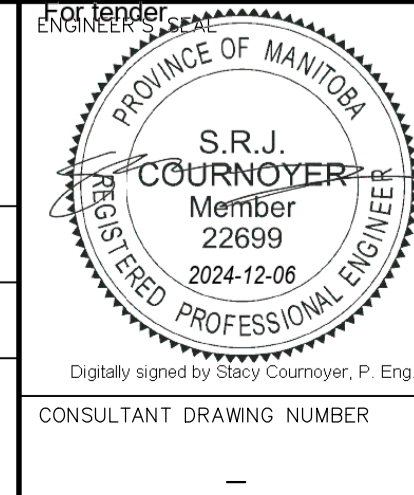 For tender
ENGINEER'S SEAL
PROVINCE OF MANITOBA
S.R.J.
COURNOYER
Member
22699
2024-12-06
REGISTERED PROFESSIONAL ENGINEER
Digitally signed by Stacy Cournoyer, P. Eng.
CONSULTANT DRAWING NUMBER
–